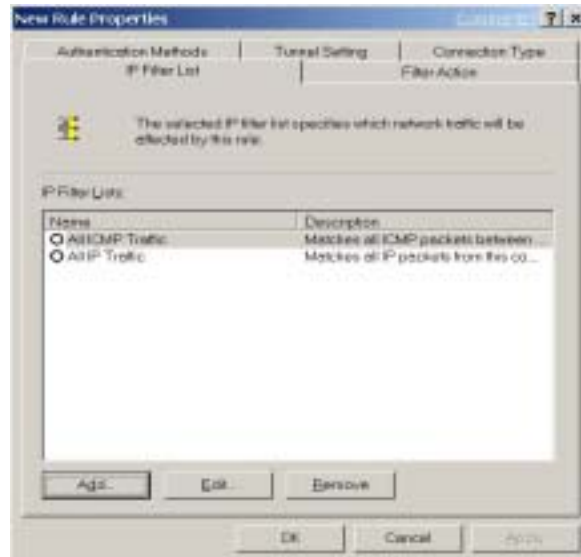 New Rule Properties
Authentication Methods Tunnel Setting Connection Type
IP Filter List Filter Action
The selected IP filter list specifies which network traffic will be
affected by this rule.
IP Filter Lists:
Name Description
All ICMP Traffic Matches all ICMP packets between ...
All IP Traffic Matches all IP packets from this co...
Add... Edit... Remove
OK Cancel Apply